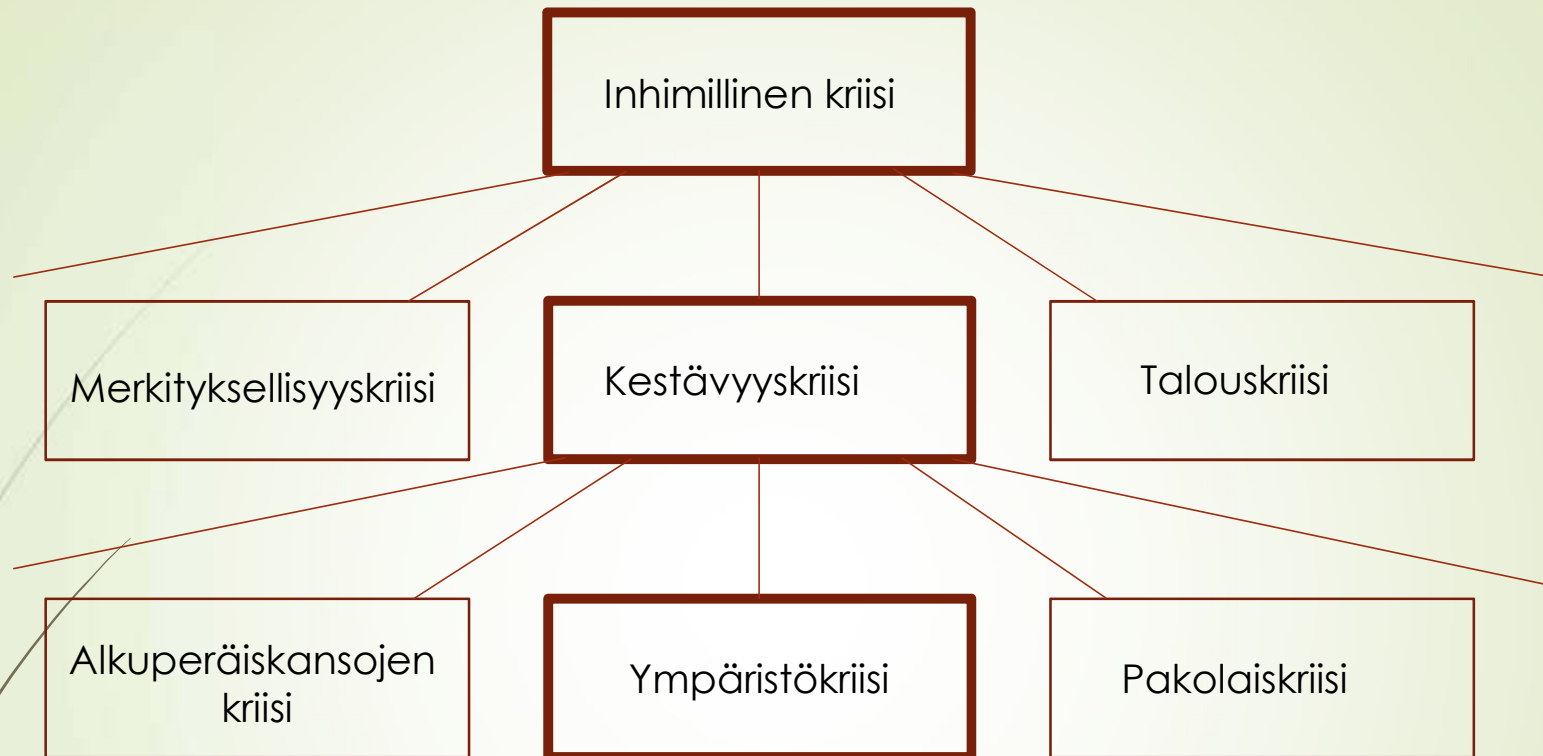 Inhimillinen kriisi
Merkityksellisyyskriisi
Kestävyyskriisi
Talouskriisi
Alkuperäiskansojen
kriisi
Ympäristökriisi
Pakolaiskriisi